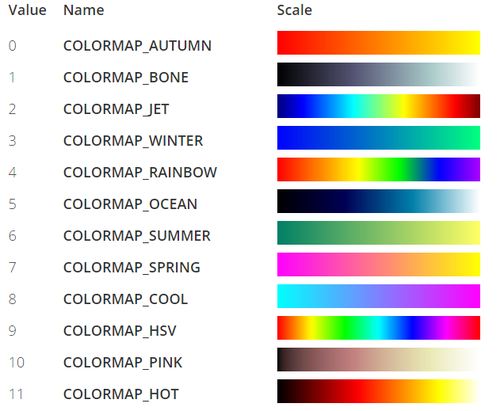 Value Name Scale
0 COLORMAP_AUTUMN
1 COLORMAP_BONE
2 COLORMAP_JET
3 COLORMAP_WINTER
4 COLORMAP_RAINBOW
5 COLORMAP_OCEAN
6 COLORMAP_SUMMER
7 COLORMAP_SPRING
8 COLORMAP_COOL
9 COLORMAP_HSV
10 COLORMAP_PINK
11 COLORMAP_HOT